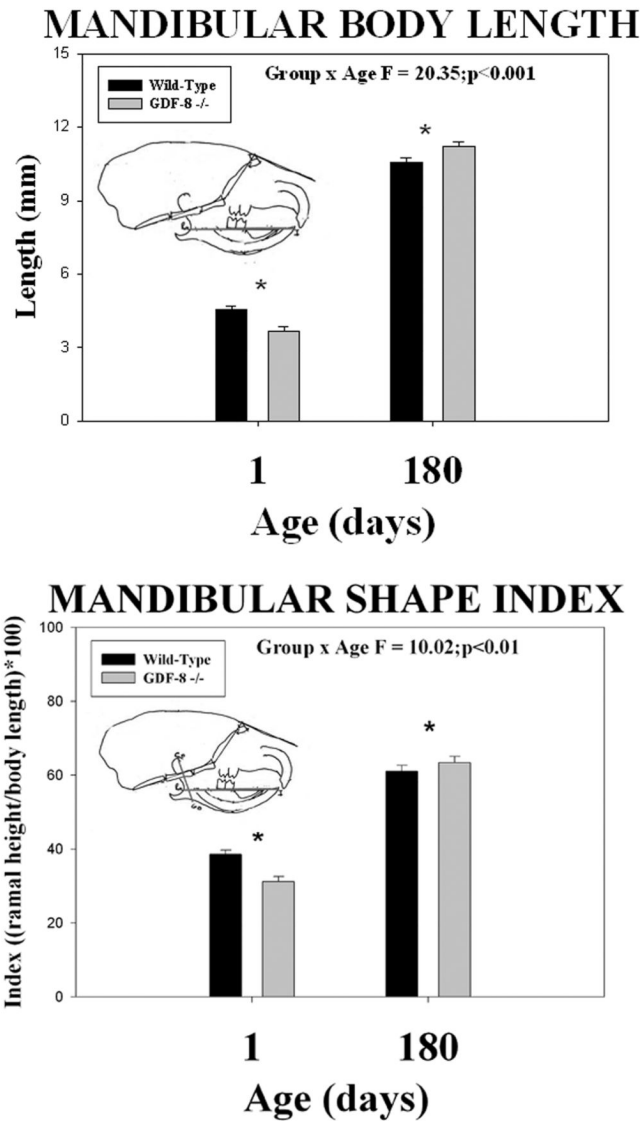 MANDIBULAR BODY LENGTH
15
Group x Age F = 20.35;p<0.001
Wild-Type
GDF-8 -/-
12
*
9
Length (mm)
6
*
3
0
1
180
Age (days)
MANDIBULAR SHAPE INDEX
100
Group x Age F = 10.02;p<0.01
Wild-Type
GDF-8 -/-
80
*
60
Index ((ramal height/body length)*100)
40
*
20
0
1
180
Age (days)